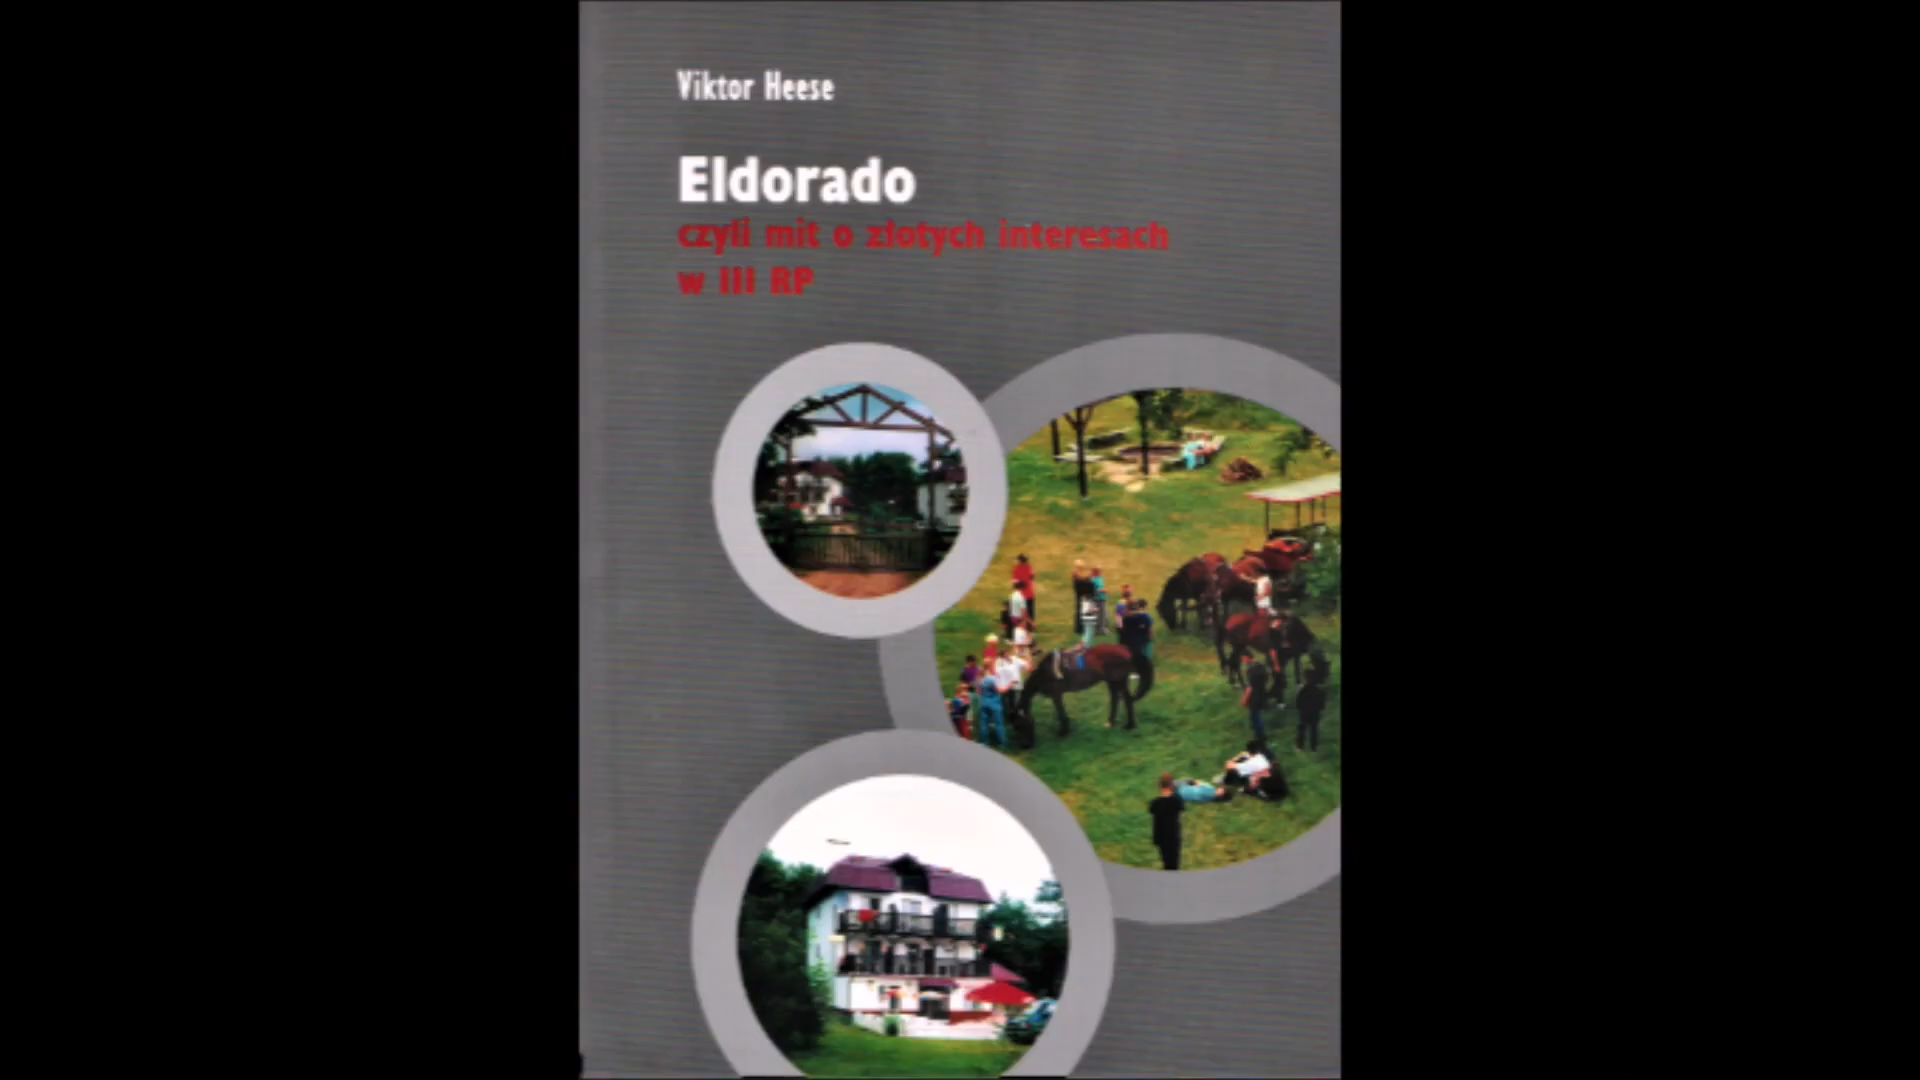 Viktor Heese
Eldorado
czyli mit o złotych interesach
w III RP